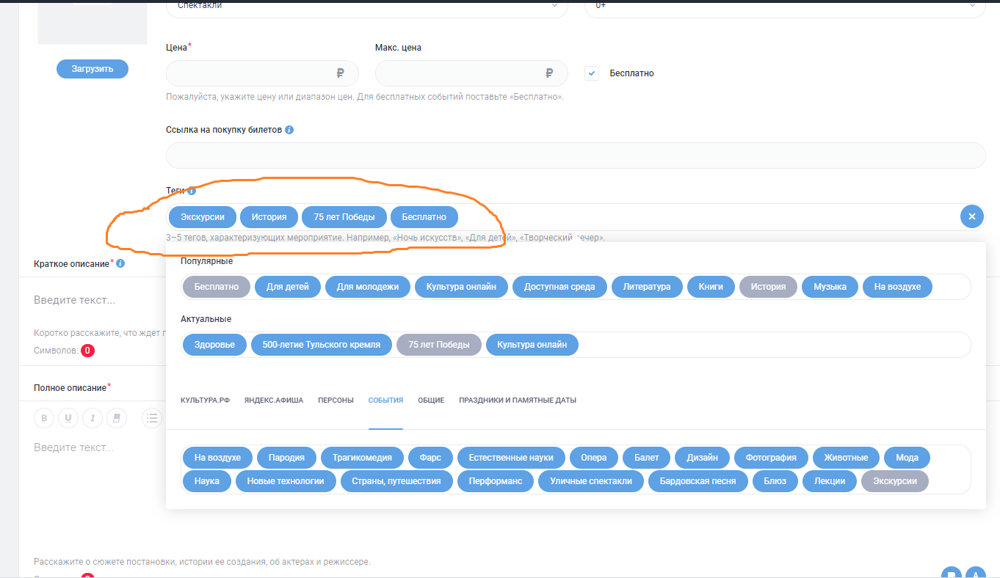 Спектакли 0+
Цена* Макс. цена
Загрузить ₽ ₽ Бесплатно
Пожалуйста, укажите цену или диапазон цен. Для бесплатных событий поставьте «Бесплатно».
Ссылка на покупку билетов i
Теги i
Экскурсии История 75 лет Победы Бесплатно ×
3–5 тегов, характеризующих мероприятие. Например, «Ночь искусств», «Для детей», «Творческий вечер».
Краткое описание* i
Популярные
Бесплатно Для детей Для молодежи Культура онлайн Доступная среда Литература Книги История Музыка На воздухе
Введите текст...
Актуальные
Коротко расскажите, что ждет
Здоровье 500-летие Тульского кремля 75 лет Победы Культура онлайн
Символов: 0
Полное описание*
КУЛЬТУРА.РФ ЯНДЕКС.АФИША ПЕРСОНЫ СОБЫТИЯ ОБЩИЕ ПРАЗДНИКИ И ПАМЯТНЫЕ ДАТЫ
B U I
Введите текст...
На воздухе Пародия Трагикомедия Фарс Естественные науки Опера Балет Дизайн Фотография Животные Мода
Наука Новые технологии Страны, путешествия Перформанс Уличные спектакли Бардовская песня Блюз Лекции Экскурсии
Расскажите о сюжете постановки, истории ее создания, об актерах и режиссере.